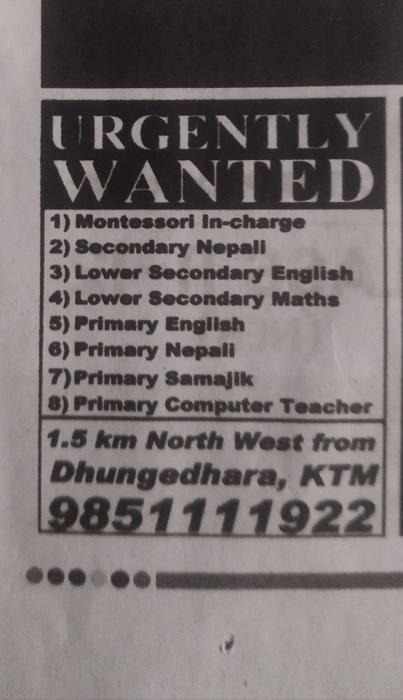 URGENTLY
WANTED
1) Montessori In-charge
2) Secondary Nepali
3) Lower Secondary English
4) Lower Secondary Maths
5) Primary English
6) Primary Nepali
7) Primary Samajik
8) Primary Computer Teacher
1.5 km North West from
Dhungedhara, KTM
9851111922